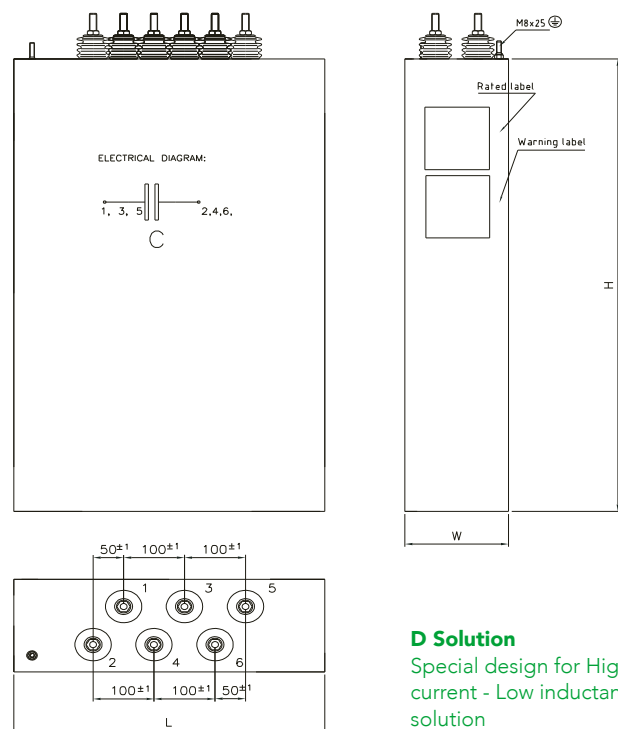 M8x25
Rated label
Warning label
ELECTRICAL DIAGRAM:
1, 3, 5 2,4,6,
C
H
W
50±1 100±1 100±1
1 3 5
2 4 6
100±1 100±1 50±1
L
D Solution
Special design for Hig
current - Low inductan
solution